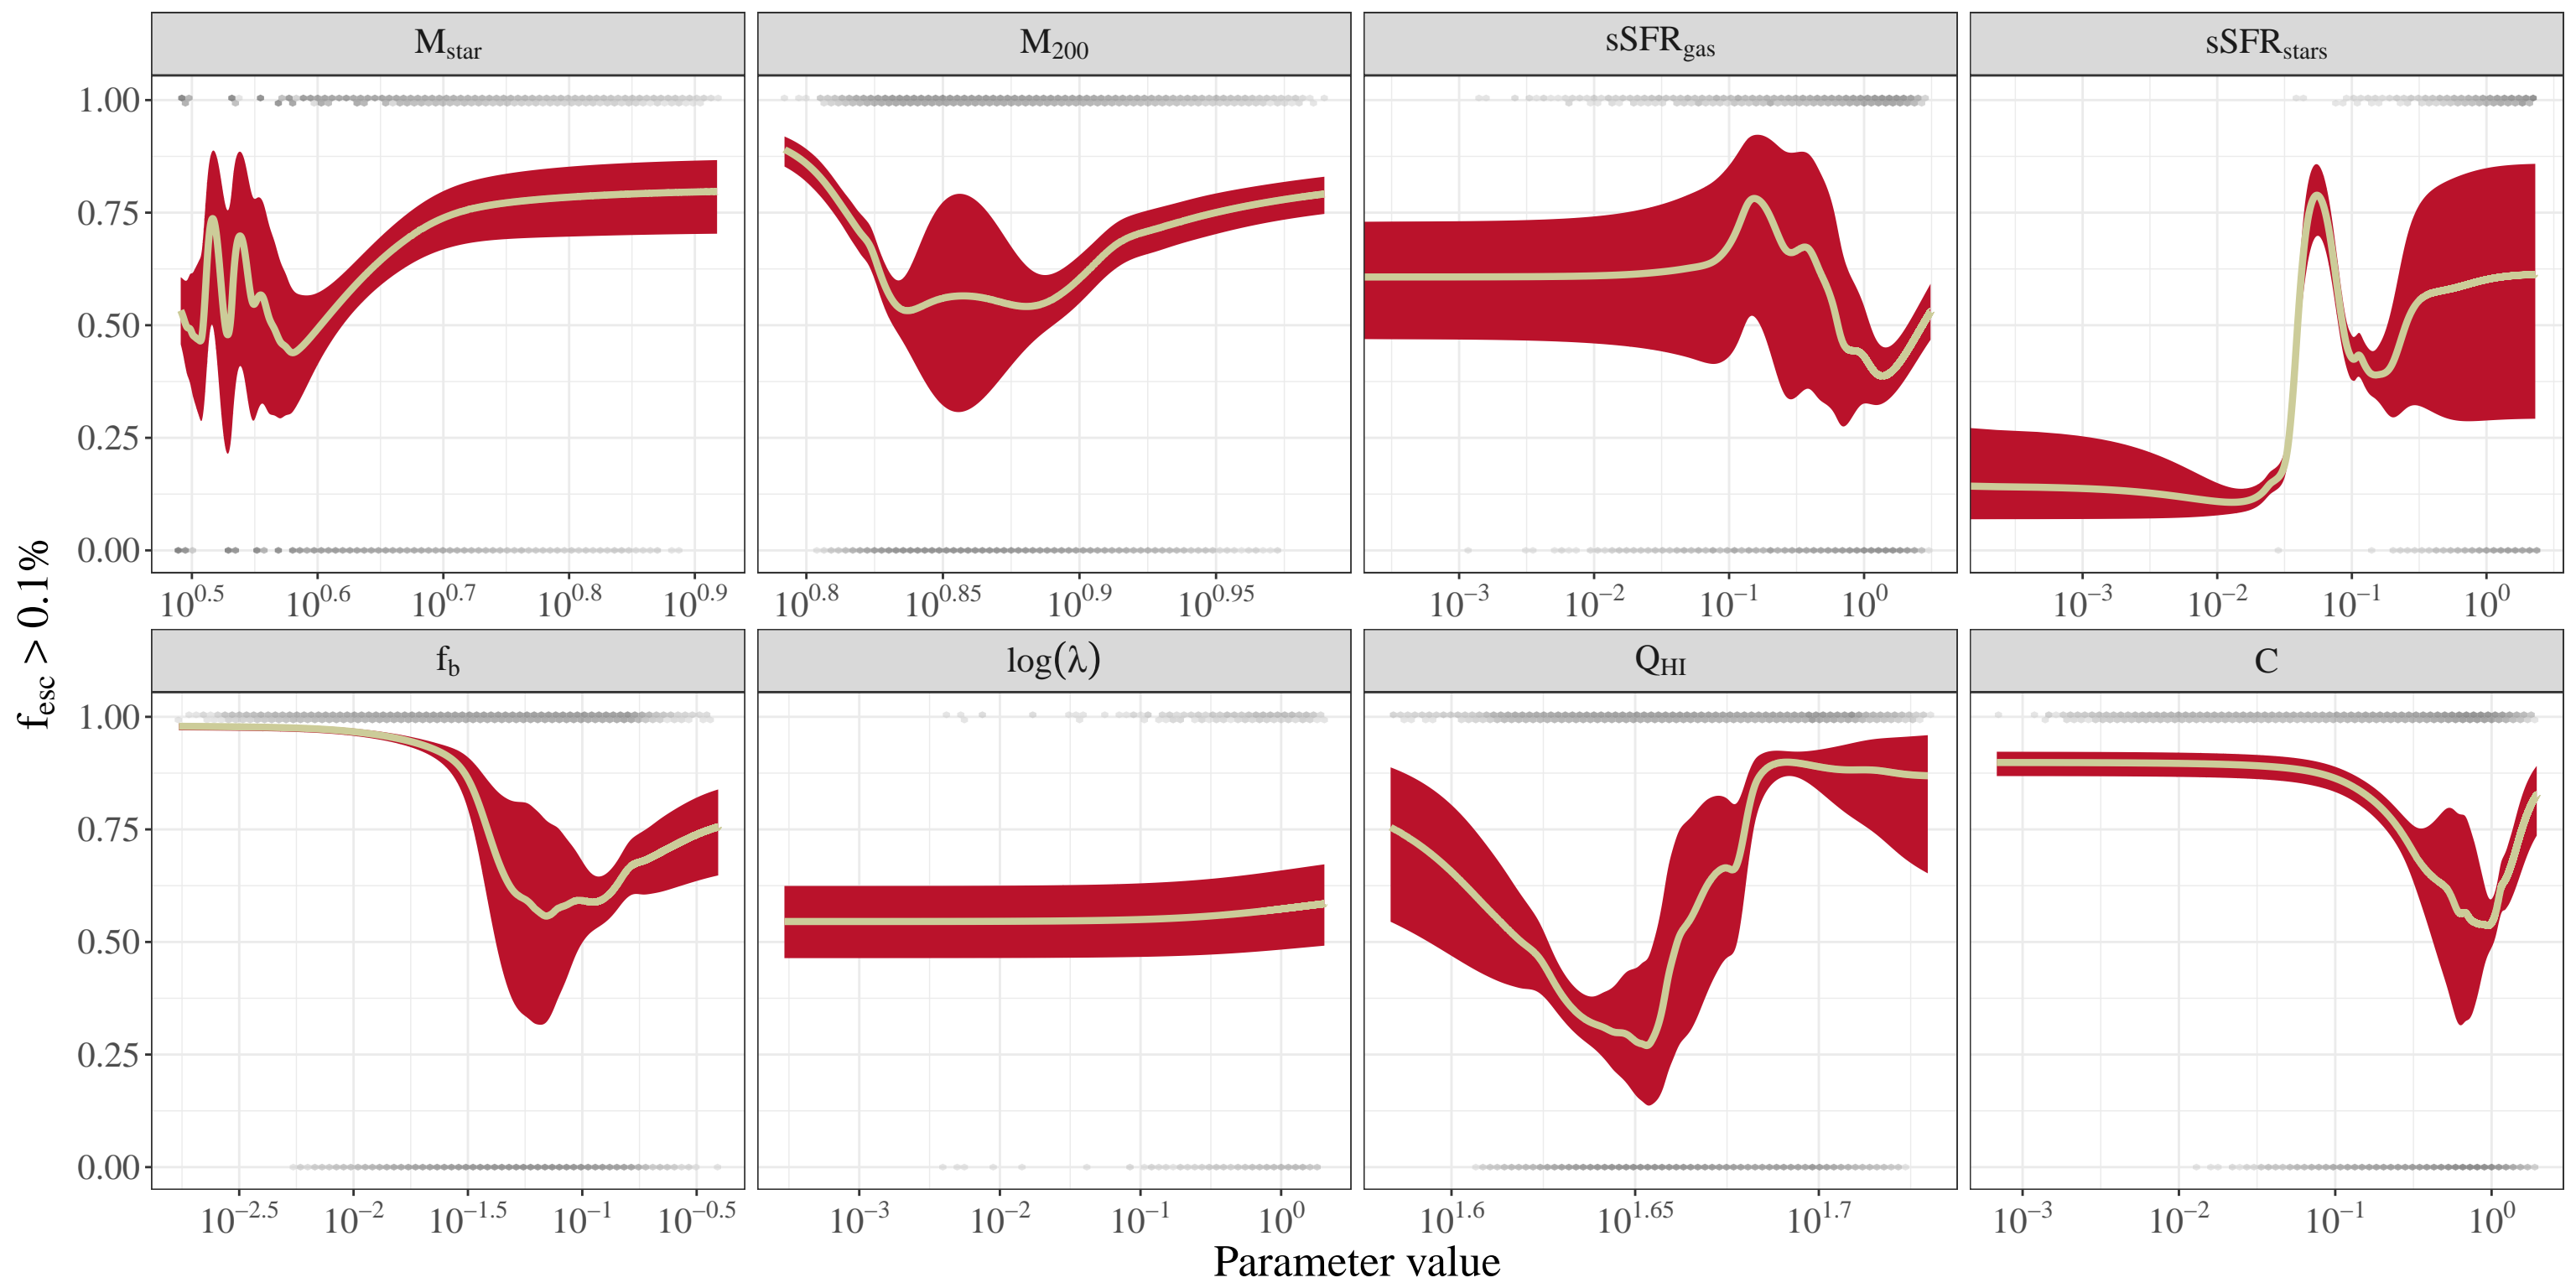 M_star M_200 sSFR_gas sSFR_stars
1.00
0.75
0.50
0.25
0.00
10^0.5 10^0.6 10^0.7 10^0.8 10^0.9 10^0.8 10^0.85 10^0.9 10^0.95 10^−3 10^−2 10^−1 10^0 10^−3 10^−2 10^−1 10^0
f_esc > 0.1%
f_b log(λ) Q_HI C
1.00
0.75
0.50
0.25
0.00
10^−2.5 10^−2 10^−1.5 10^−1 10^−0.5 10^−3 10^−2 10^−1 10^0 10^1.6 10^1.65 10^1.7 10^−3 10^−2 10^−1 10^0
Parameter value